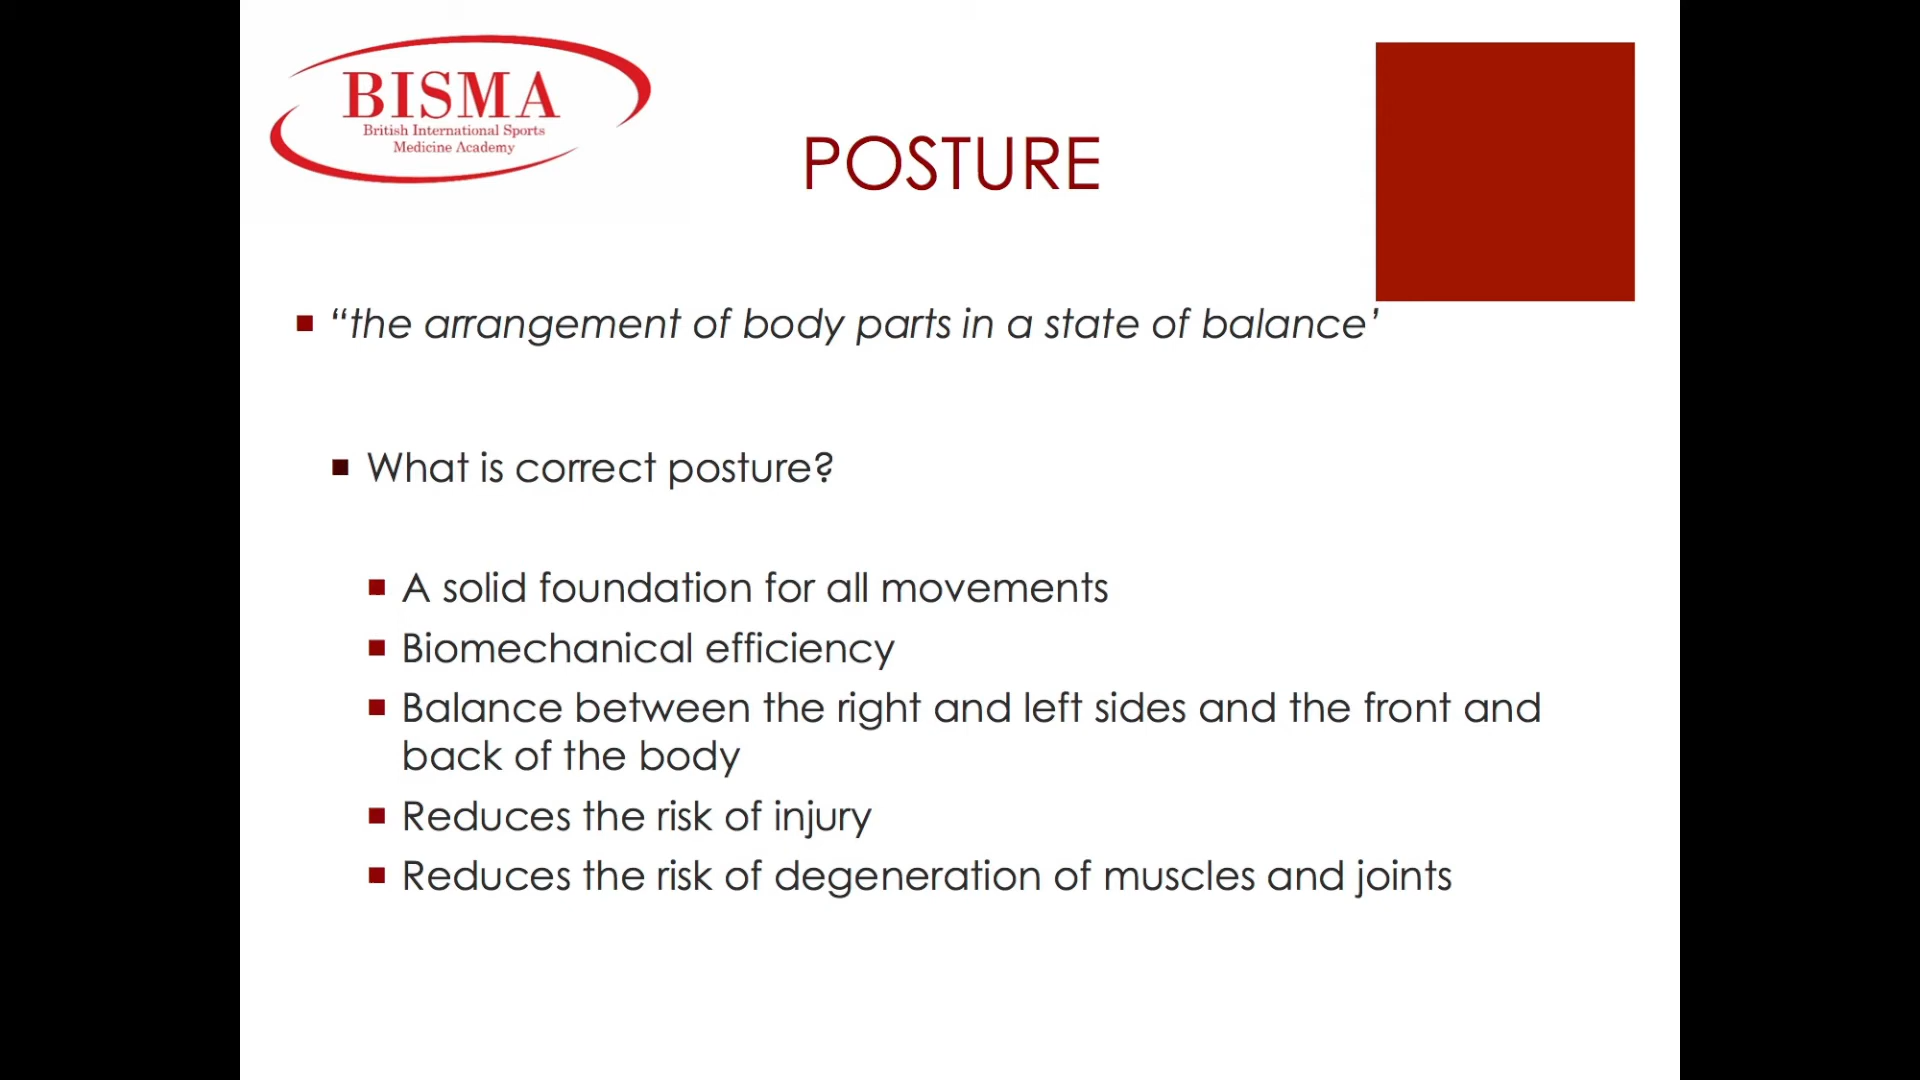 BISMA
British International Sports
Medicine Academy
POSTURE
“the arrangement of body parts in a state of balance’
What is correct posture?
A solid foundation for all movements
Biomechanical efficiency
Balance between the right and left sides and the front and
back of the body
Reduces the risk of injury
Reduces the risk of degeneration of muscles and joints